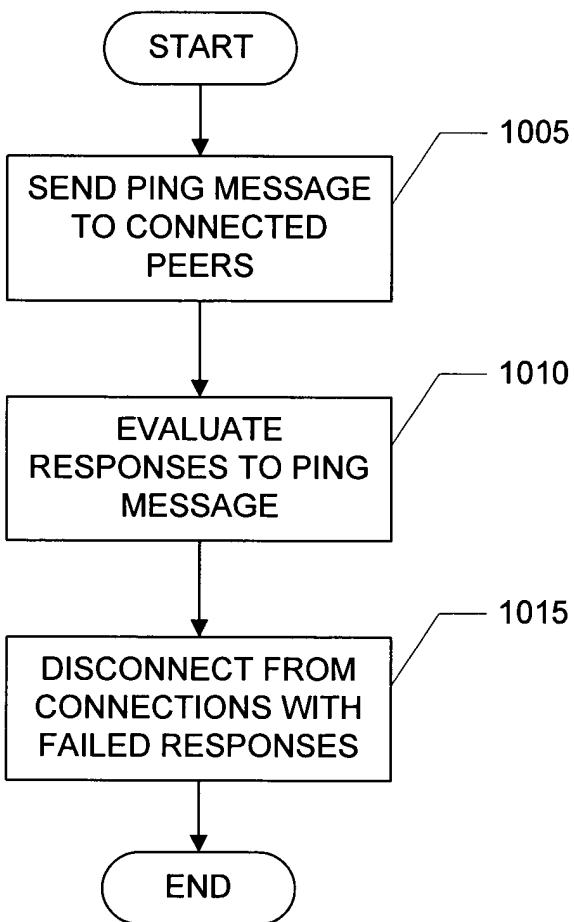 START
1005
SEND PING MESSAGE
TO CONNECTED
PEERS
1010
EVALUATE
RESPONSES TO PING
MESSAGE
1015
DISCONNECT FROM
CONNECTIONS WITH
FAILED RESPONSES
END